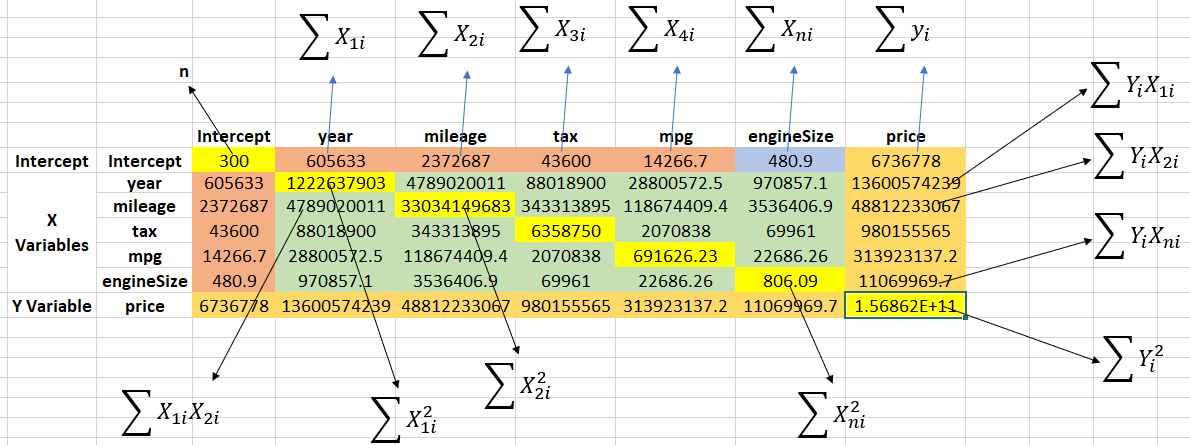 ∑ X₁ᵢ ∑ X₂ᵢ ∑ X₃ᵢ ∑ X₄ᵢ ∑ Xₙᵢ ∑ yᵢ
n
∑ YᵢX₁ᵢ
Intercept year mileage tax mpg engineSize price
Intercept Intercept 300 605633 2372687 43600 14266.7 480.9 6736778
∑ YᵢX₂ᵢ
year 605633 1222637903 4789020011 88018900 28800572.5 970857.1 13600574239
X Variables
mileage 2372687 4789020011 33034149683 343313895 118674409.4 3536406.9 48812233067
tax 43600 88018900 343313895 6358750 2070838 69961 980155565
∑ YᵢXₙᵢ
mpg 14266.7 28800572.5 118674409.4 2070838 691626.23 22686.26 313923137.2
engineSize 480.9 970857.1 3536406.9 69961 22686.26 806.09 11069969.7
Y Variable price 6736778 13600574239 48812233067 980155565 313923137.2 11069969.7 1.56862E+11
∑ Yᵢ²
∑ X₁ᵢX₂ᵢ ∑ X₁ᵢ² ∑ X₂ᵢ² ∑ Xₙᵢ²